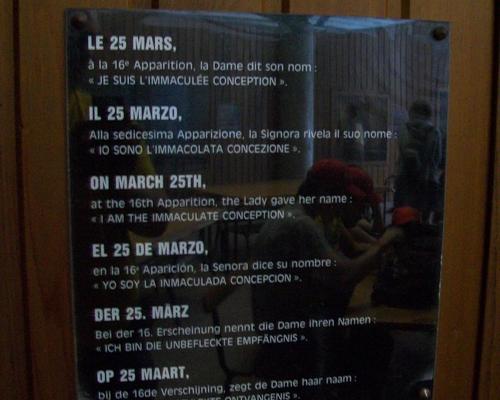 LE 25 MARS,
à la 16e Apparition, la Dame dit son nom :
« JE SUIS L'IMMACULÉE CONCEPTION ».
IL 25 MARZO,
Alla sedicesima Apparizione, la Signora rivela il suo nome :
« IO SONO L'IMMACOLATA CONCEZIONE ».
ON MARCH 25TH,
at the 16th Apparition, the Lady gave her name :
« I AM THE IMMACULATE CONCEPTION ».
EL 25 DE MARZO,
en la 16a Aparición, la Senora dice su nombre :
« YO SOY LA INMACULADA CONCEPCION ».
DER 25. MÄRZ
Bei der 16. Erscheinung nennt die Dame ihren Namen :
« ICH BIN DIE UNBEFLECKTE EMPFÄNGNIS ».
OP 25 MAART,
bij de 16de Verschijning, zegt de Dame haar naam :
ONTVANGENIS ».